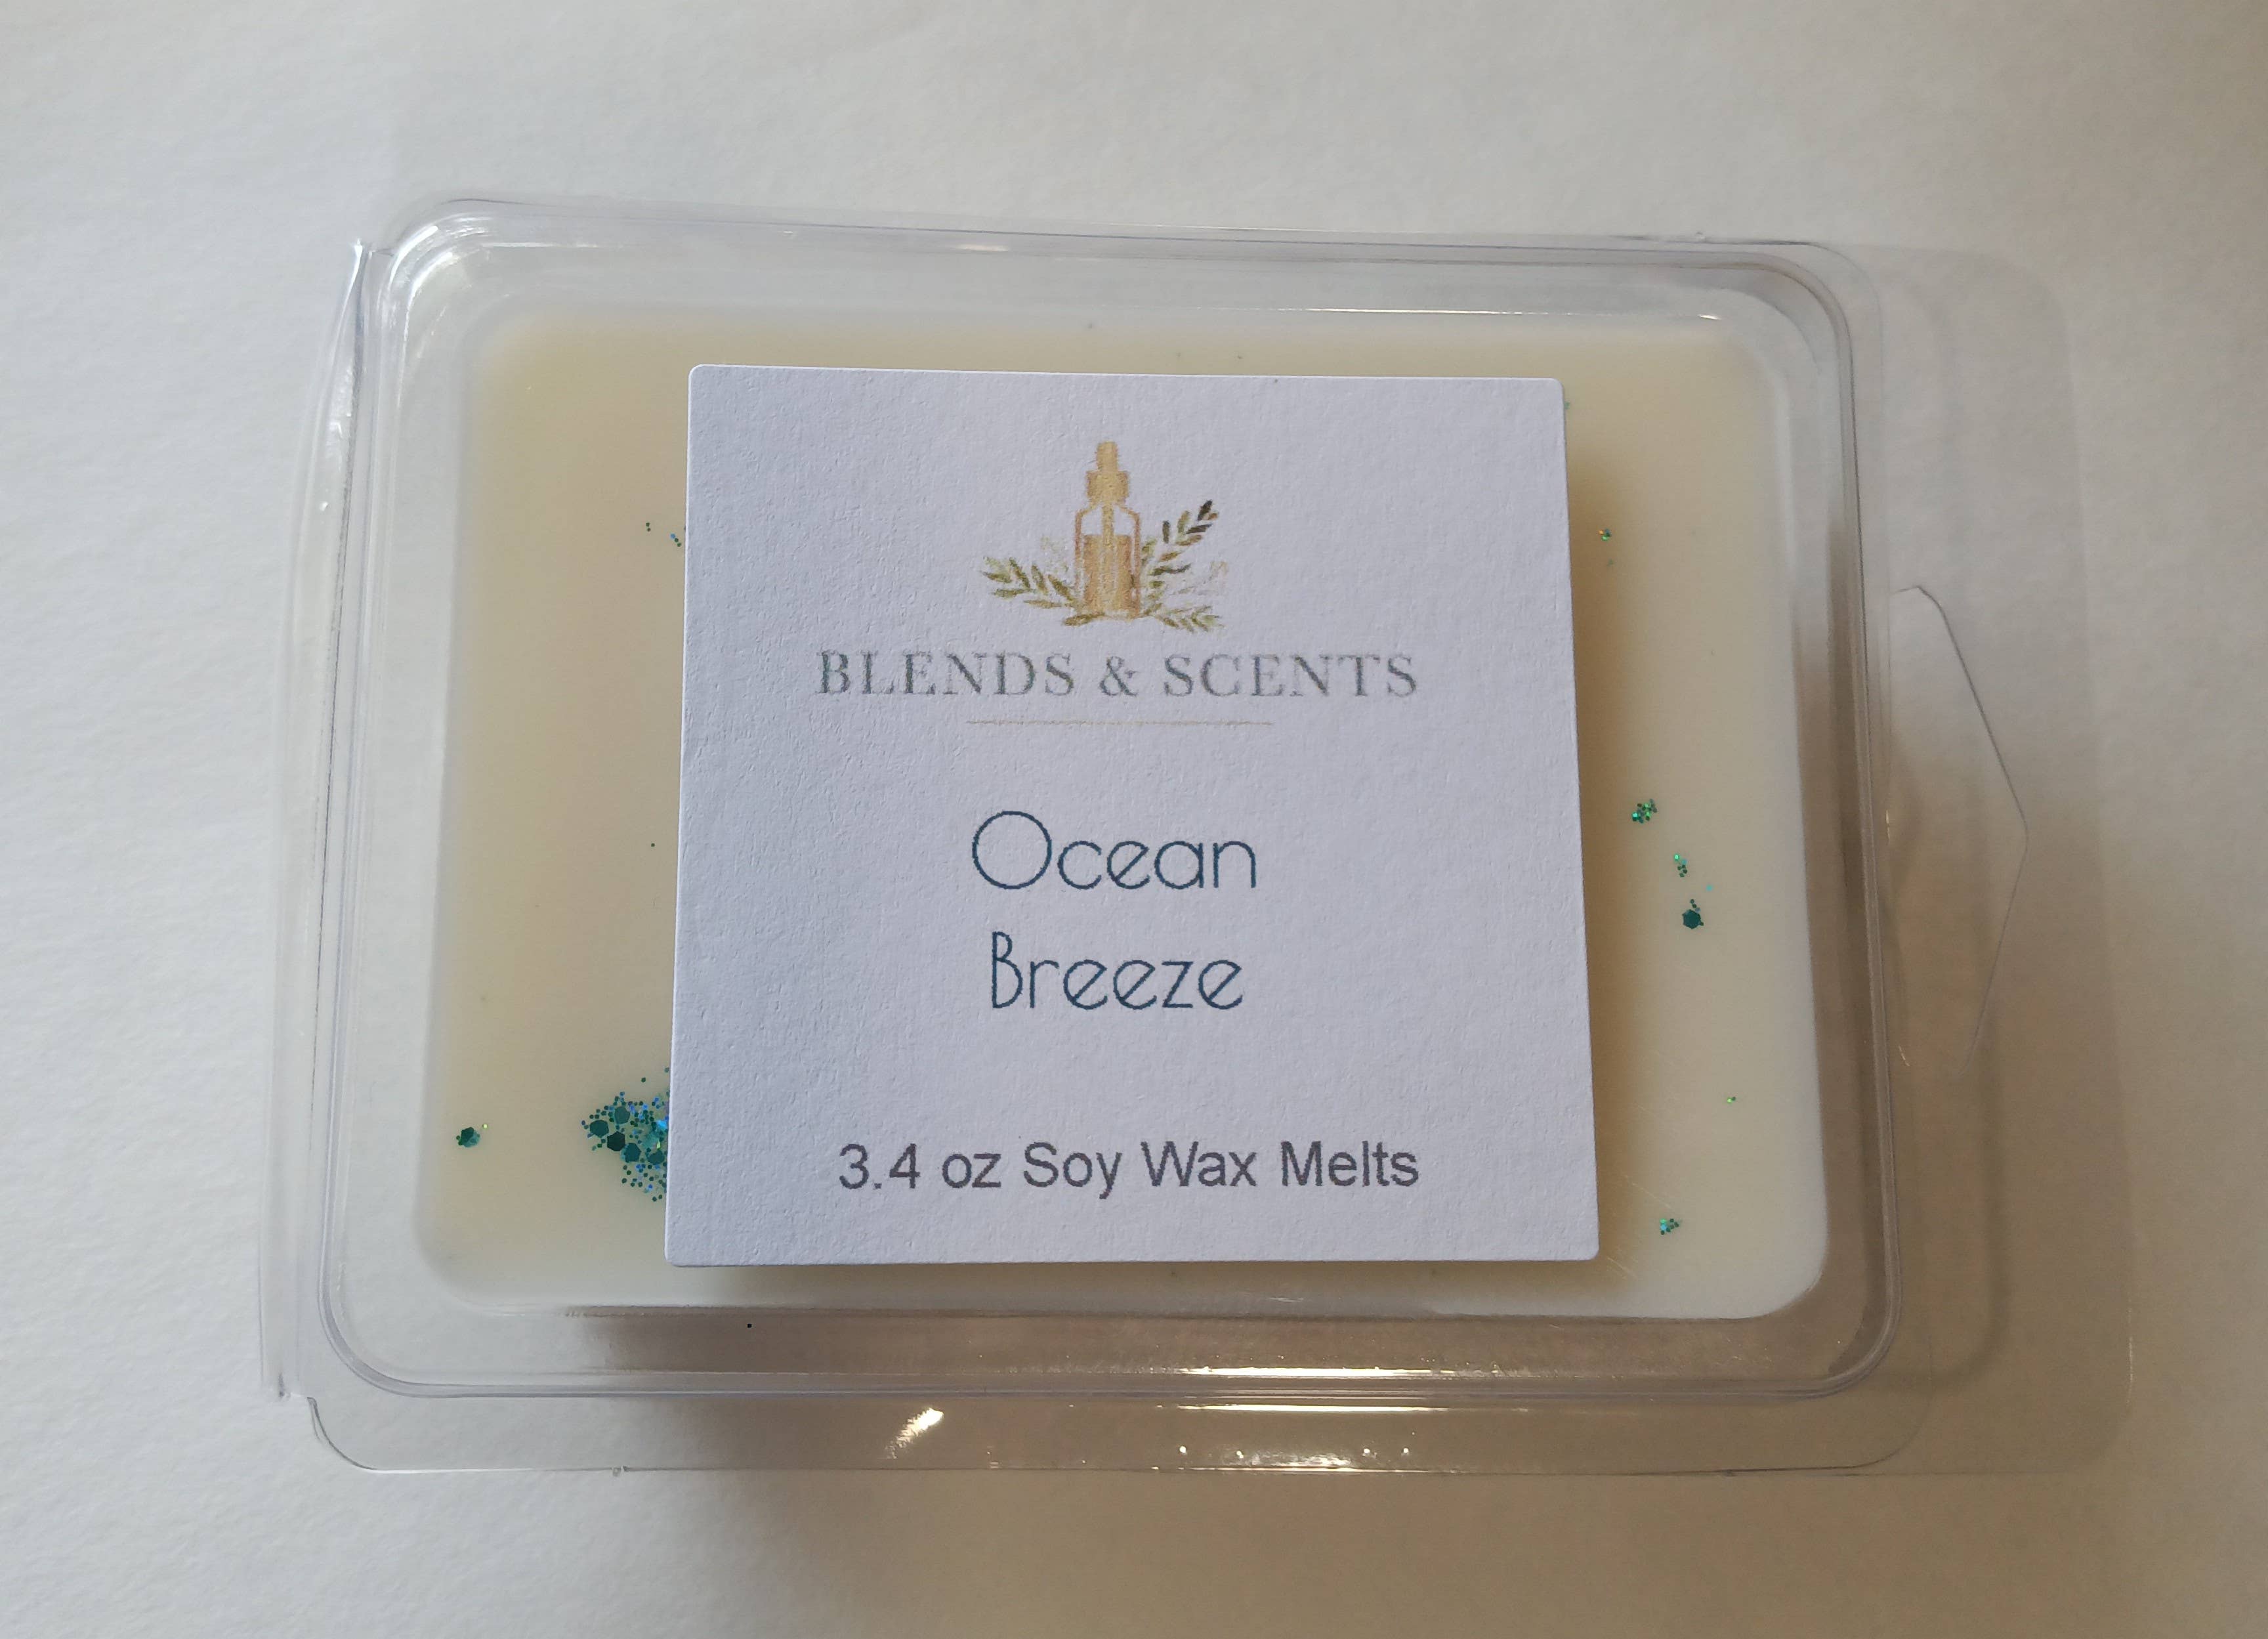 BLENDS & SCENTS
Ocean
Breeze
3.4 oz Soy Wax Melts